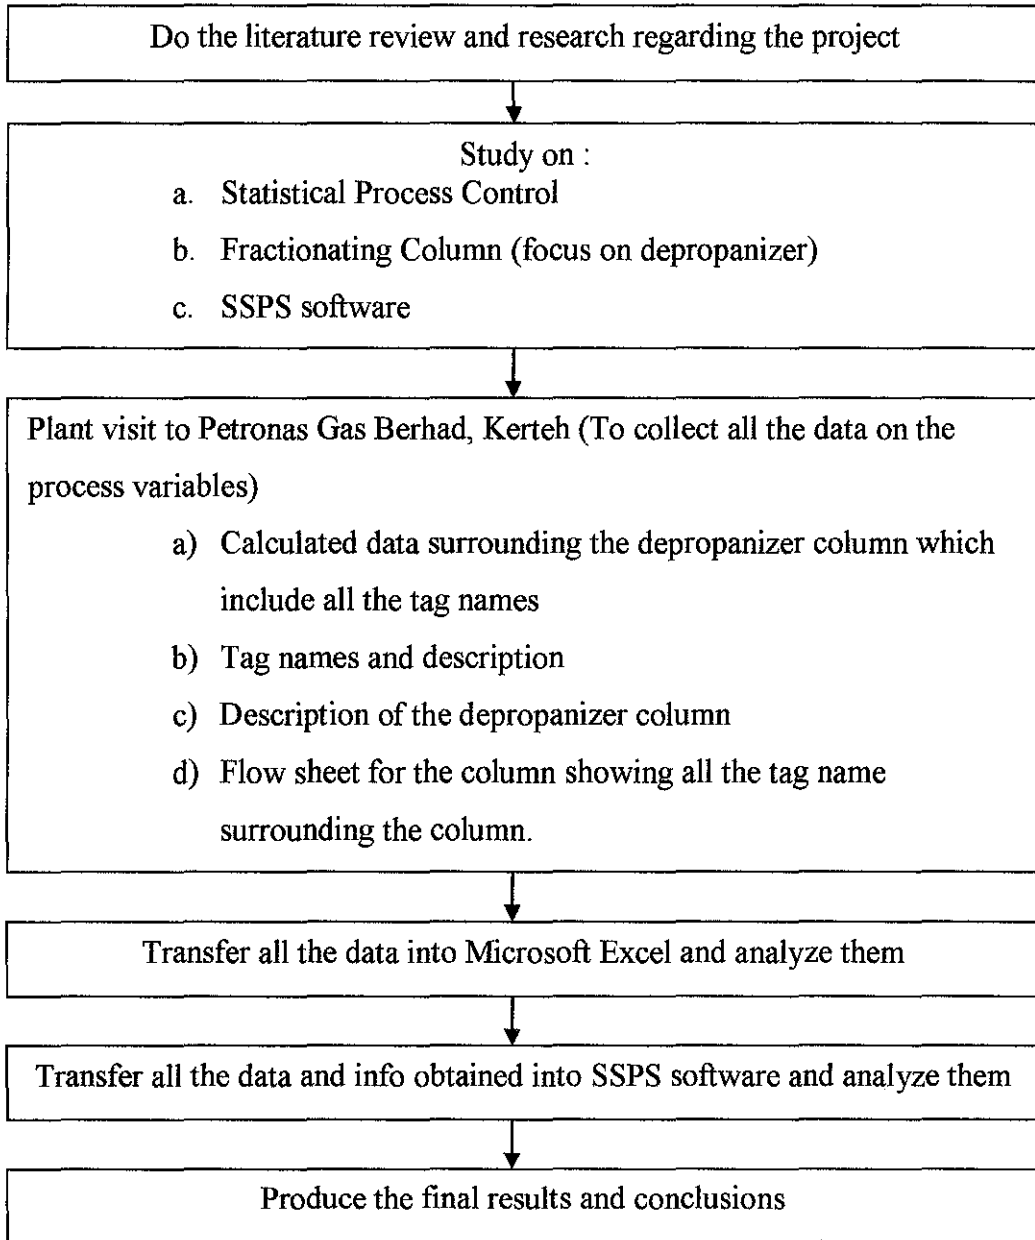 Do the literature review and research regarding the project
Study on :
a. Statistical Process Control
b. Fractionating Column (focus on depropanizer)
c. SSPS software
Plant visit to Petronas Gas Berhad, Kerteh (To collect all the data on the
process variables)
a) Calculated data surrounding the depropanizer column which
include all the tag names
b) Tag names and description
c) Description of the depropanizer column
d) Flow sheet for the column showing all the tag name
surrounding the column.
Transfer all the data into Microsoft Excel and analyze them
Transfer all the data and info obtained into SSPS software and analyze them
Produce the final results and conclusions